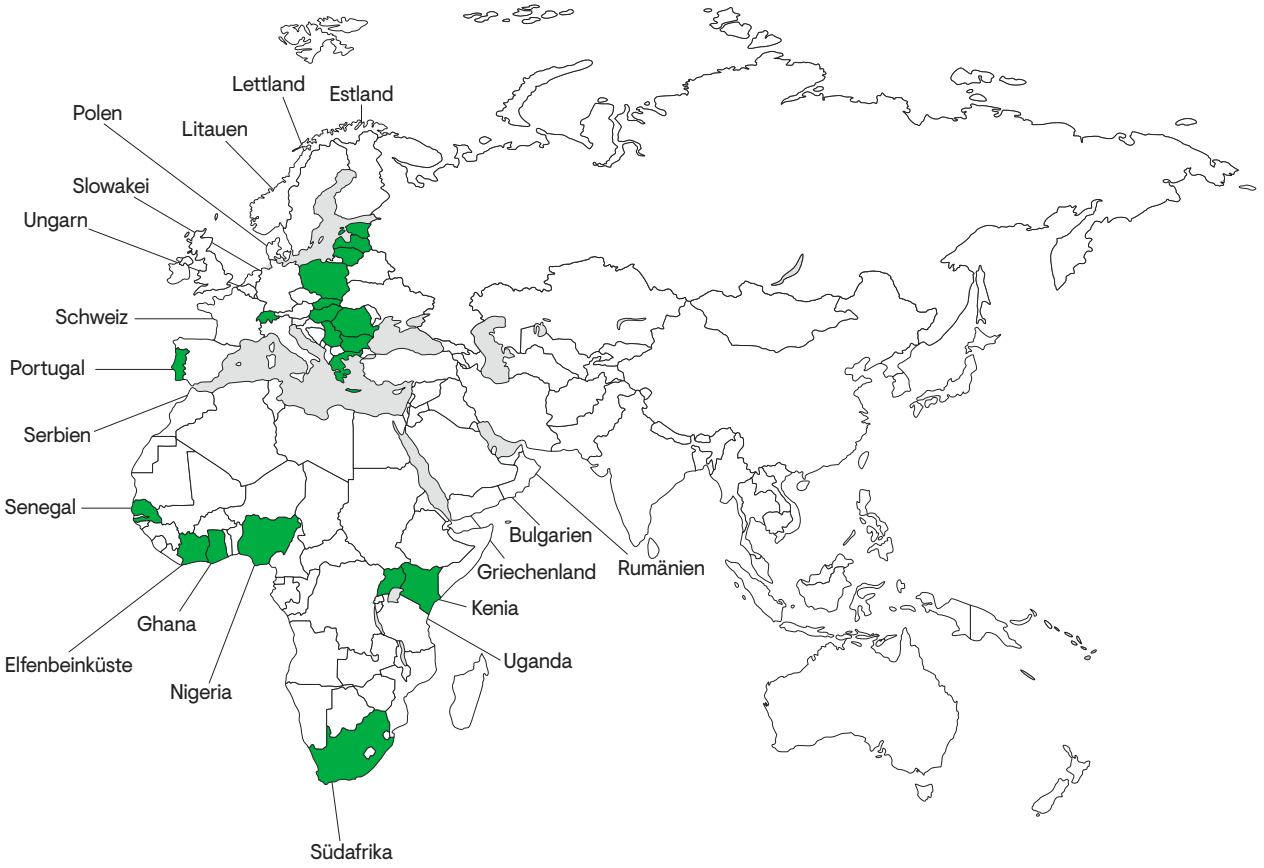 Lettland
Estland
Polen
Litauen
Slowakei
Ungarn
Schweiz
Portugal
Serbien
Senegal
Bulgarien
Griechenland
Rumänien
Kenia
Ghana
Elfenbeinküste
Uganda
Nigeria
Südafrika